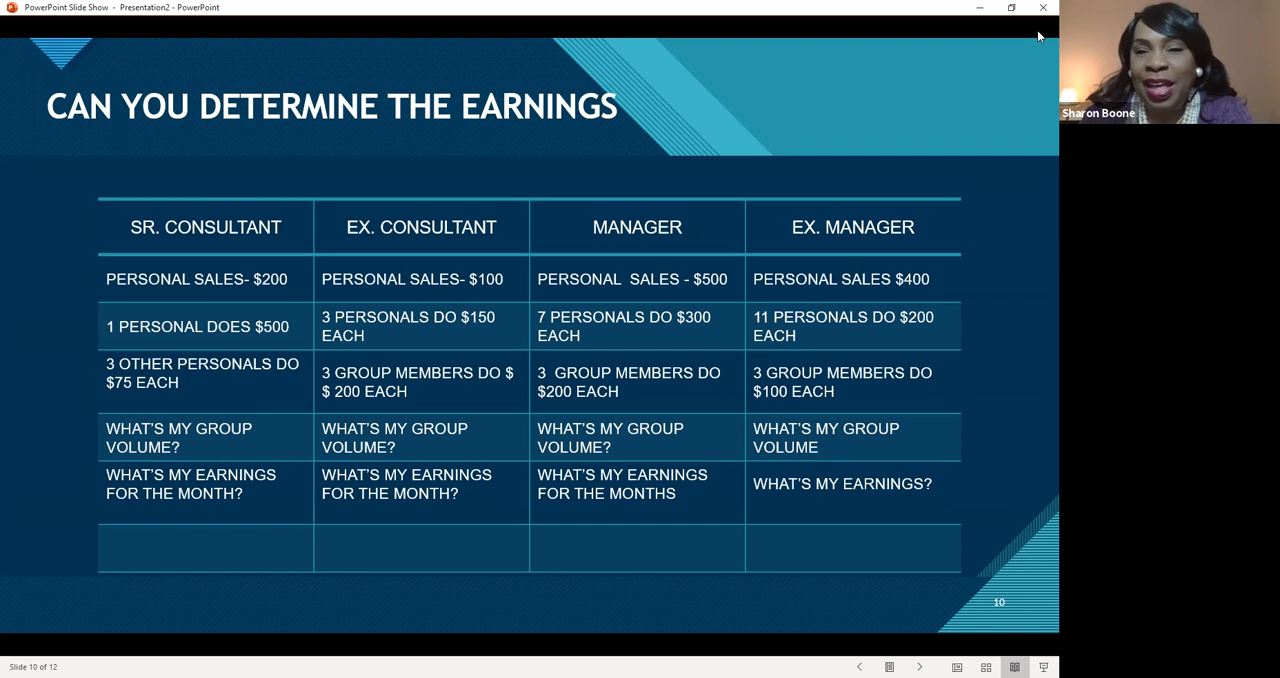 PowerPoint Slide Show - Presentation2 - PowerPoint
CAN YOU DETERMINE THE EARNINGS
Sharon Boone
SR. CONSULTANT
EX. CONSULTANT
MANAGER
EX. MANAGER
PERSONAL SALES- $200
PERSONAL SALES- $100
PERSONAL SALES - $500
PERSONAL SALES $400
1 PERSONAL DOES $500
3 PERSONALS DO $150
EACH
7 PERSONALS DO $300
EACH
11 PERSONALS DO $200
EACH
3 OTHER PERSONALS DO
$75 EACH
3 GROUP MEMBERS DO $
$ 200 EACH
3 GROUP MEMBERS DO
$200 EACH
3 GROUP MEMBERS DO
$100 EACH
WHAT'S MY GROUP
VOLUME?
WHAT'S MY GROUP
VOLUME?
WHAT'S MY GROUP
VOLUME?
WHAT'S MY GROUP
VOLUME
WHAT'S MY EARNINGS
FOR THE MONTH?
WHAT'S MY EARNINGS
FOR THE MONTH?
WHAT'S MY EARNINGS
FOR THE MONTHS
WHAT'S MY EARNINGS?
10
Slide 10 of 12